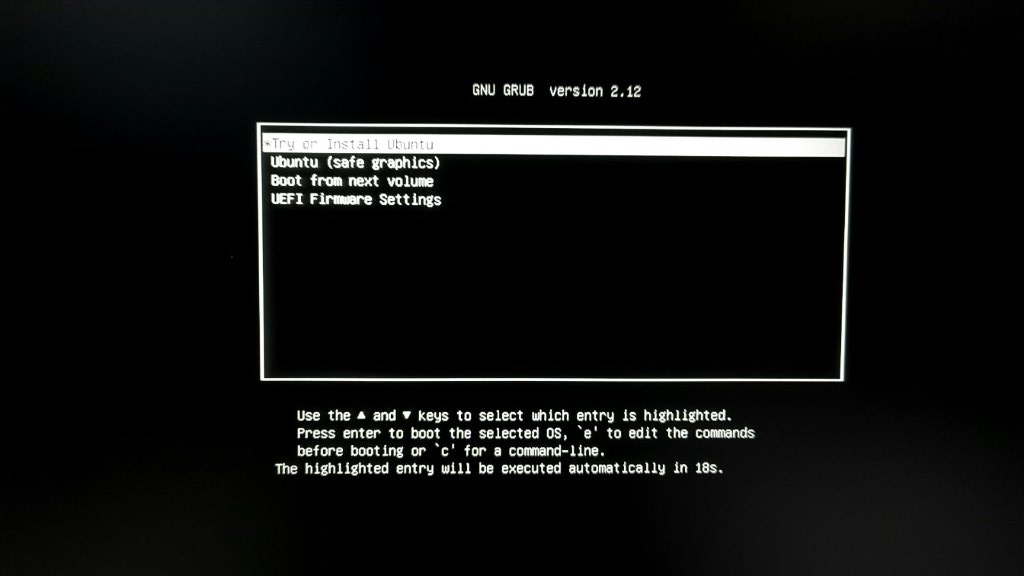 GNU GRUB version 2.12
*Try or Install Ubuntu
Ubuntu (safe graphics)
Boot from next volume
UEFI Firmware Settings
Use the ▲ and ▼ keys to select which entry is highlighted.
Press enter to boot the selected OS, `e' to edit the commands
before booting or `c' for a command-line.
The highlighted entry will be executed automatically in 18s.